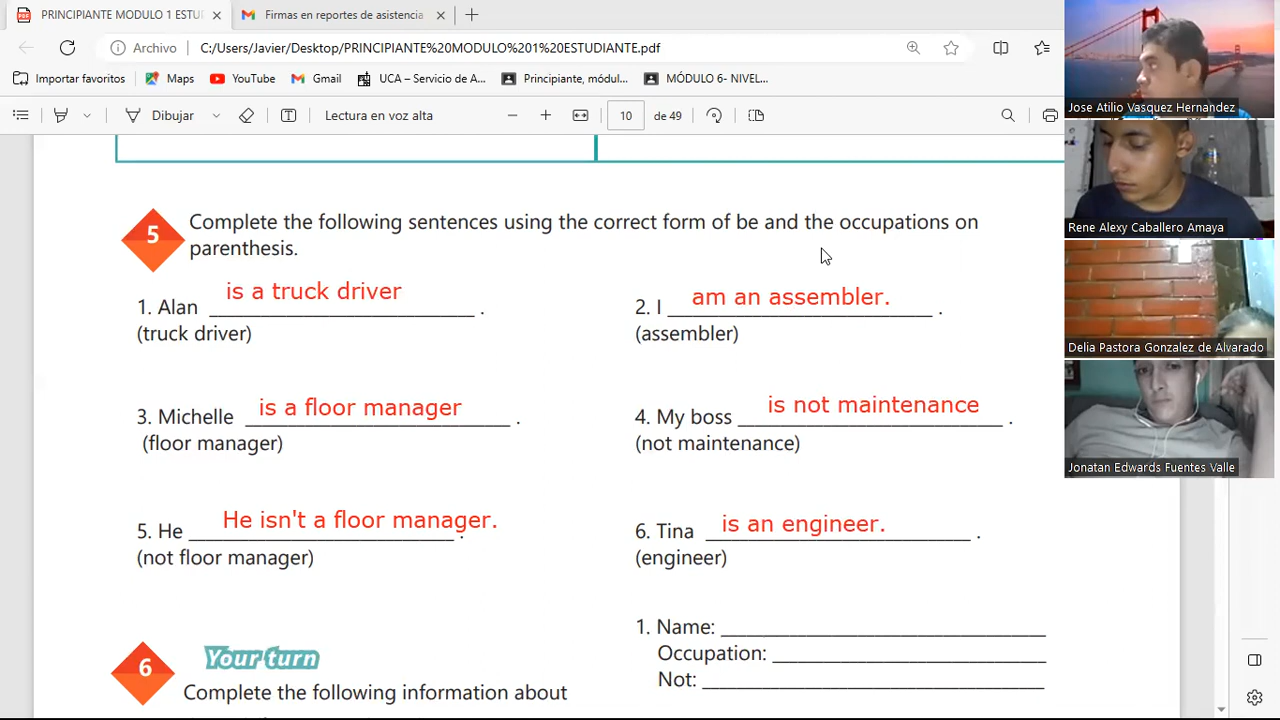 PRINCIPIANTE MODULO 1 ESTU
Firmas en reportes de asistencia
Archivo
C:/Users/Javier/Desktop/PRINCIPIANTE%20MODULO%201%20ESTUDIANTE.pdf
Importar favoritos
Maps
YouTube
Gmail
UCA – Servicio de A...
Principiante, módul...
MÓDULO 6- NIVEL...
Dibujar
Lectura en voz alta
10 de 49
5
Complete the following sentences using the correct form of be and the occupations on
parenthesis.
1. Alan is a truck driver .
(truck driver)
2. I am an assembler. .
(assembler)
3. Michelle is a floor manager .
(floor manager)
4. My boss is not maintenance .
(not maintenance)
5. He He isn't a floor manager. .
(not floor manager)
6. Tina is an engineer. .
(engineer)
6
Your turn
Complete the following information about
1. Name:
Occupation:
Not:
Jose Atilio Vasquez Hernandez
Rene Alexy Caballero Amaya
Delia Pastora Gonzalez de Alvarado
Jonatan Edwards Fuentes Valle